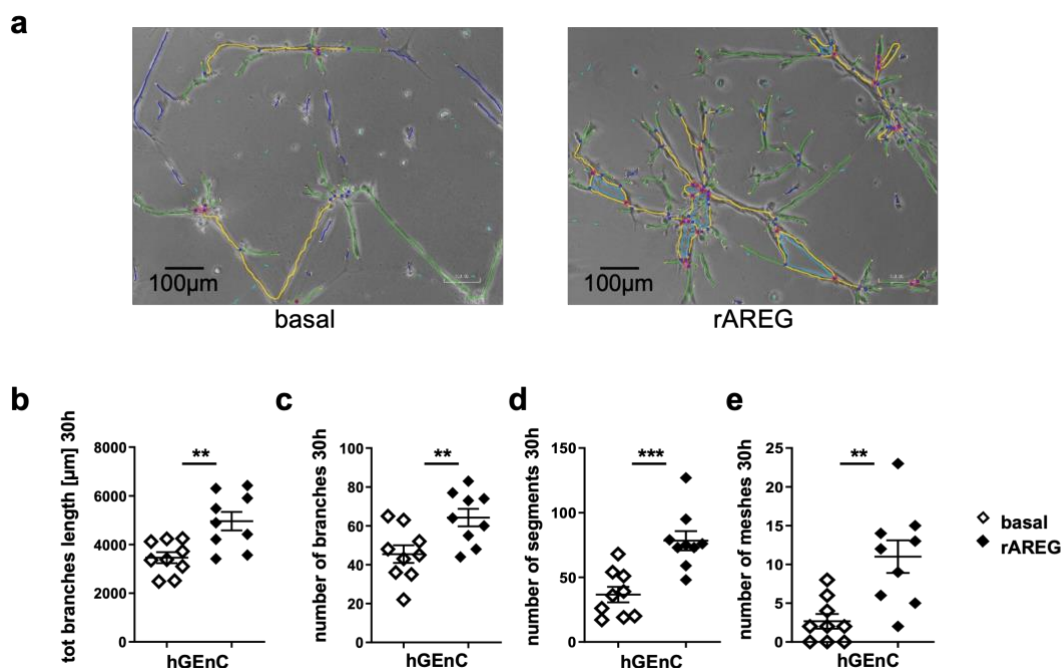 a
100µm
basal
100µm
rAREG
b
tot branches length [µm] 30h
8000
6000
4000
2000
0
**
hGEnC
c
number of branches 30h
100
80
60
40
20
0
**
hGEnC
d
number of segments 30h
150
100
50
0
***
hGEnC
e
number of meshes 30h
25
20
15
10
5
0
**
hGEnC
basal
rAREG